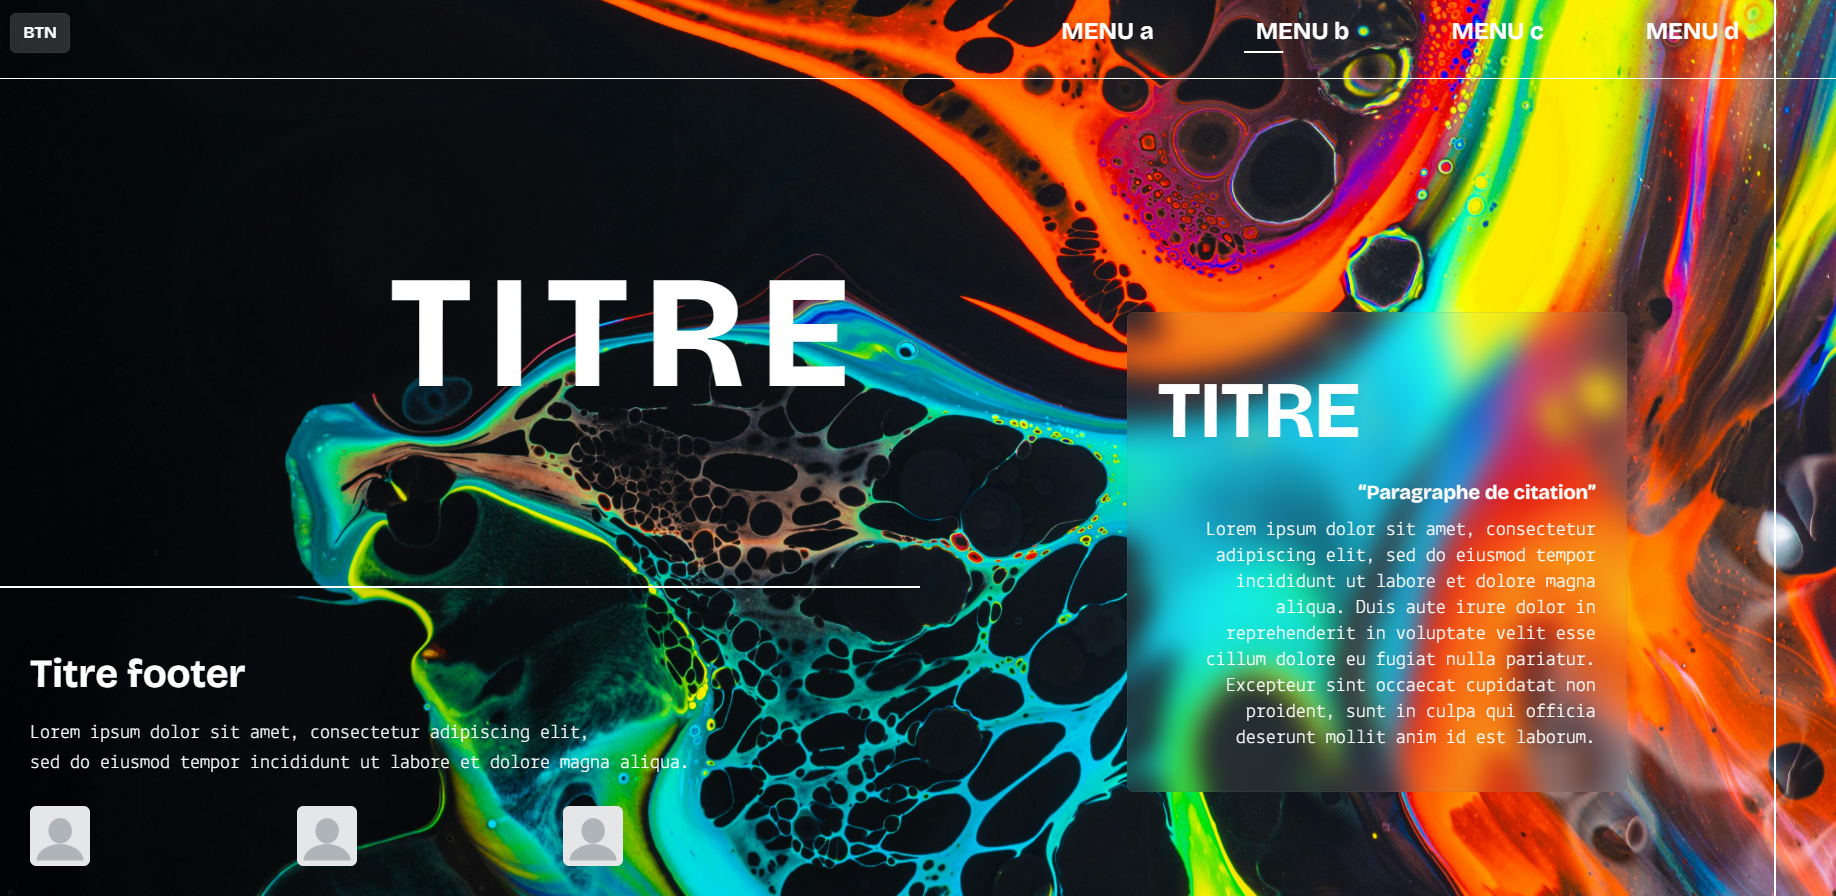 BTN
MENU a
MENU b
MENU c
MENU d
TITRE
TITRE
“Paragraphe de citation”
Lorem ipsum dolor sit amet, consectetur
adipiscing elit, sed do eiusmod tempor
incididunt ut labore et dolore magna
aliqua. Duis aute irure dolor in
reprehenderit in voluptate velit esse
cillum dolore eu fugiat nulla pariatur.
Excepteur sint occaecat cupidatat non
proident, sunt in culpa qui officia
deserunt mollit anim id est laborum.
Titre footer
Lorem ipsum dolor sit amet, consectetur adipiscing elit,
sed do eiusmod tempor incididunt ut labore et dolore magna aliqua.